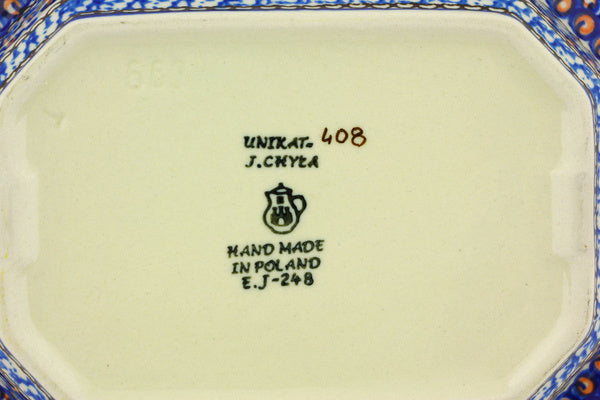 UNIKAT- 408
J. CHYŁA
HAND MADE
IN POLAND
E.J-248